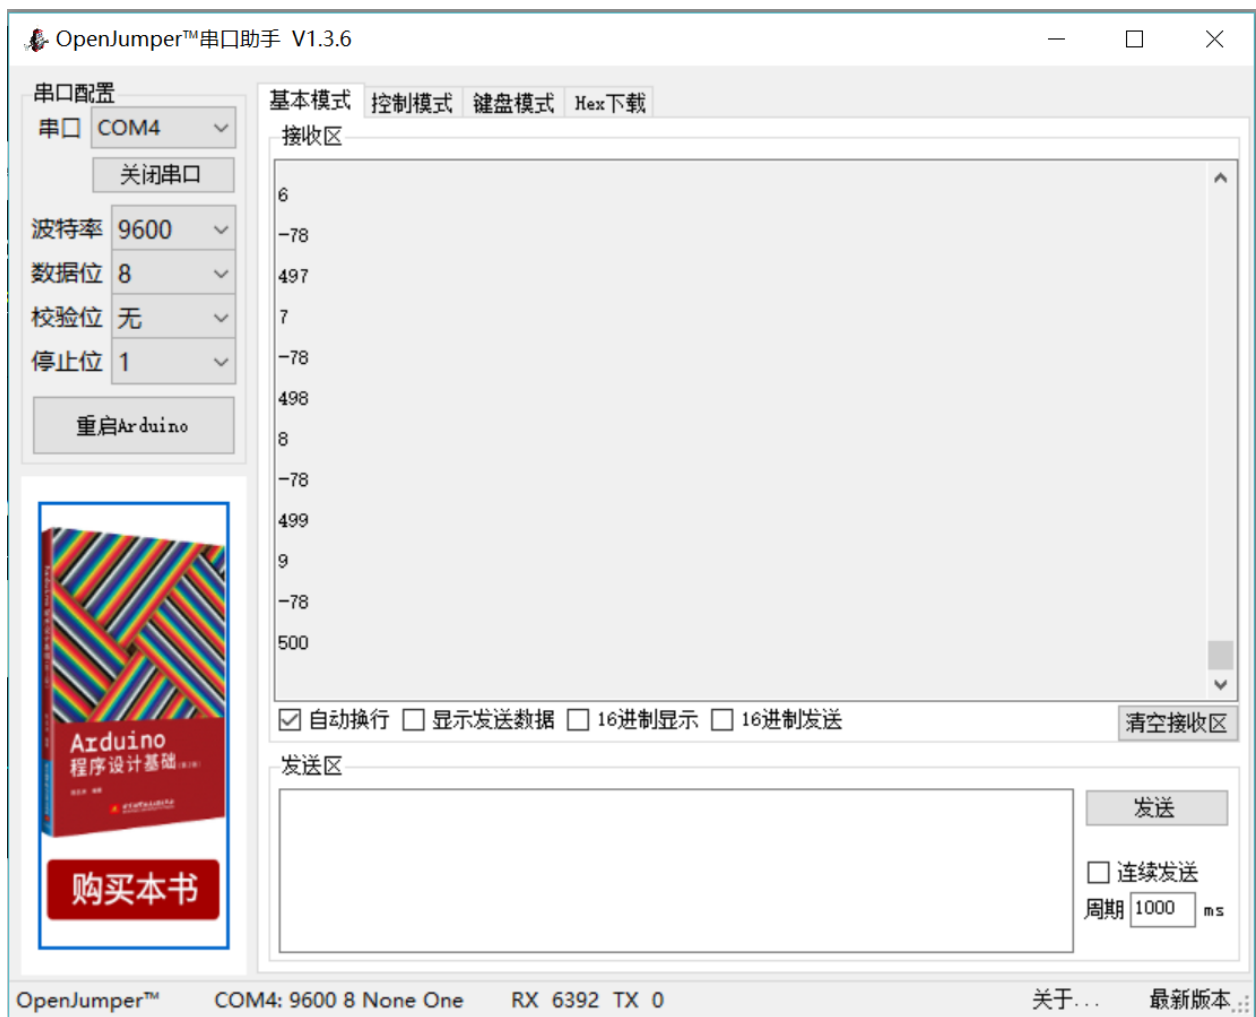 OpenJumper™串口助手 V1.3.6
串口配置
串口 COM4
关闭串口
波特率 9600
数据位 8
校验位 无
停止位 1
重启Arduino
Arduino
程序设计基础
购买本书
基本模式 控制模式 键盘模式 Hex下载
接收区
6
-78
497
7
-78
498
8
-78
499
9
-78
500
自动换行 显示发送数据 16进制显示 16进制发送
清空接收区
发送区
发送
连续发送
周期 1000 ms
OpenJumper™ COM4: 9600 8 None One RX 6392 TX 0 关于... 最新版本